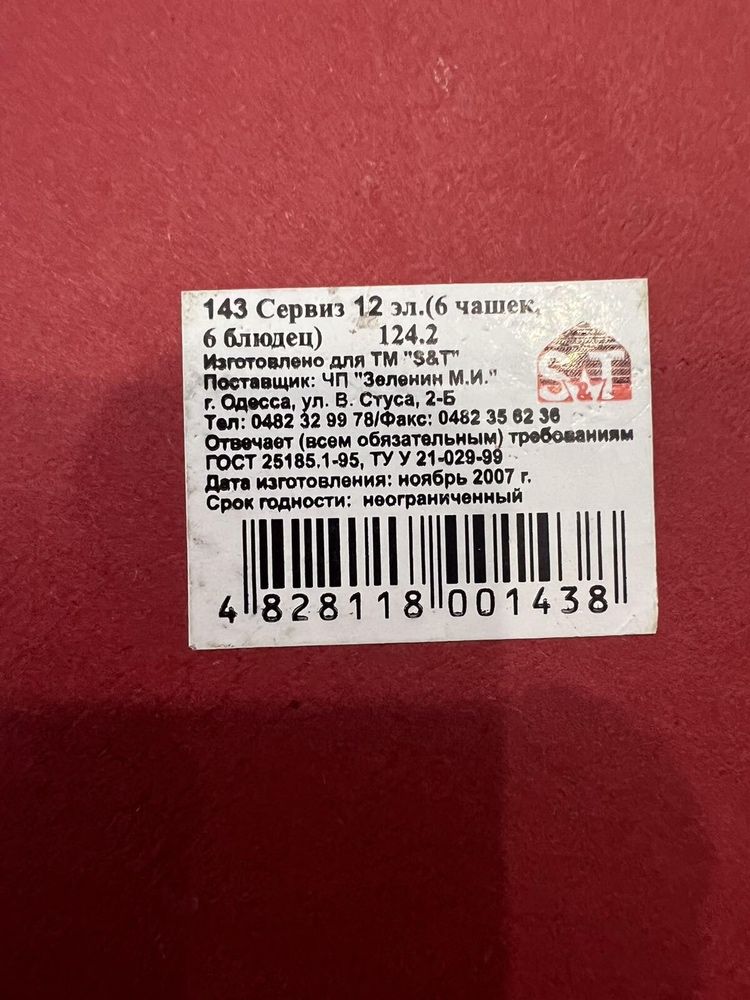 143 Сервиз 12 эл.(6 чашек,
6 блюдец) 124.2
Изготовлено для ТМ "S&T"
Поставщик: ЧП "Зеленин М.И."
г. Одесса, ул. В. Стуса, 2-Б
Тел: 0482 32 99 78/Факс: 0482 35 62 36
Отвечает (всем обязательным) требованиям
ГОСТ 25185.1-95, ТУ У 21-029-99
Дата изготовления: ноябрь 2007 г.
Срок годности: неограниченный
S&T
4 828118 001438